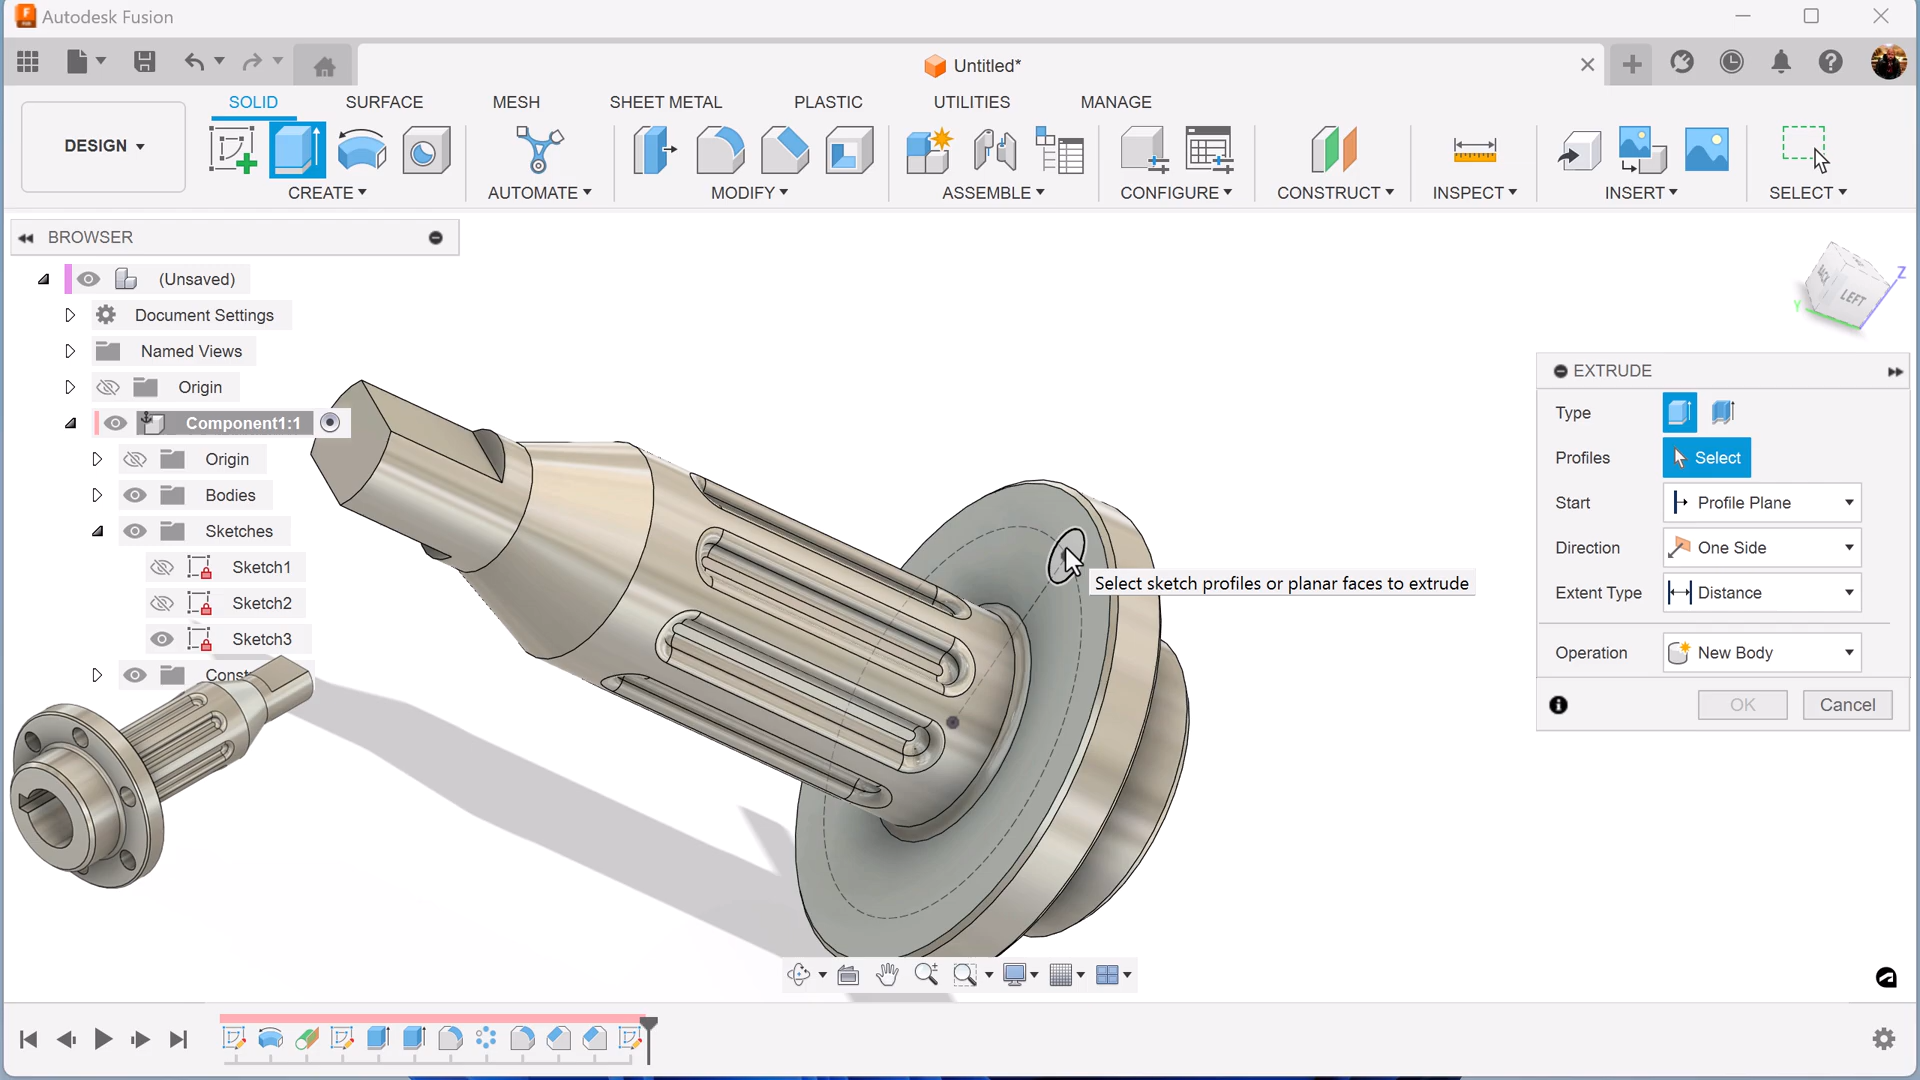 Autodesk Fusion
Untitled*
DESIGN
SOLID SURFACE MESH SHEET METAL PLASTIC UTILITIES MANAGE
CREATE AUTOMATE MODIFY ASSEMBLE CONFIGURE CONSTRUCT INSPECT INSERT SELECT
BROWSER
(Unsaved)
Document Settings
Named Views
Origin
Component1:1
Origin
Bodies
Sketches
Sketch1
Sketch2
Sketch3
Const
LEFT
Z
Y
Select sketch profiles or planar faces to extrude
EXTRUDE
Type
Profiles Select
Start Profile Plane
Direction One Side
Extent Type Distance
Operation New Body
OK Cancel